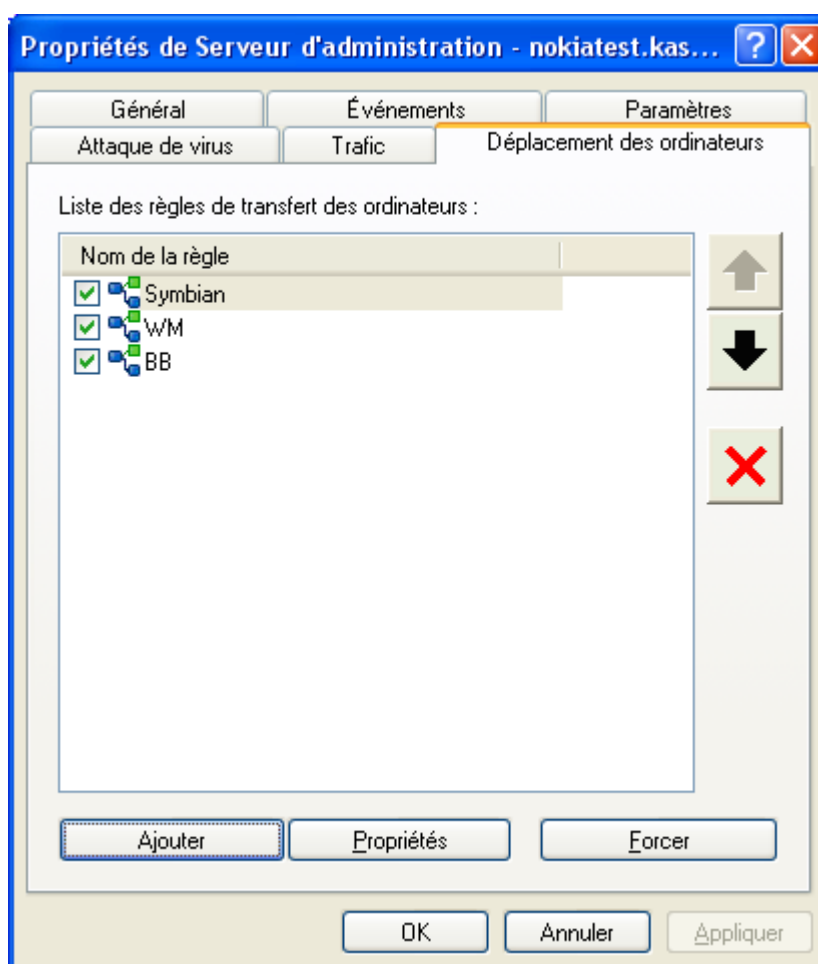 Propriétés de Serveur d'administration - nokiatest.kas...
Général Événements Paramètres
Attaque de virus Trafic Déplacement des ordinateurs
Liste des règles de transfert des ordinateurs :
Nom de la règle
Symbian
WM
BB
Ajouter Propriétés Forcer
OK Annuler Appliquer